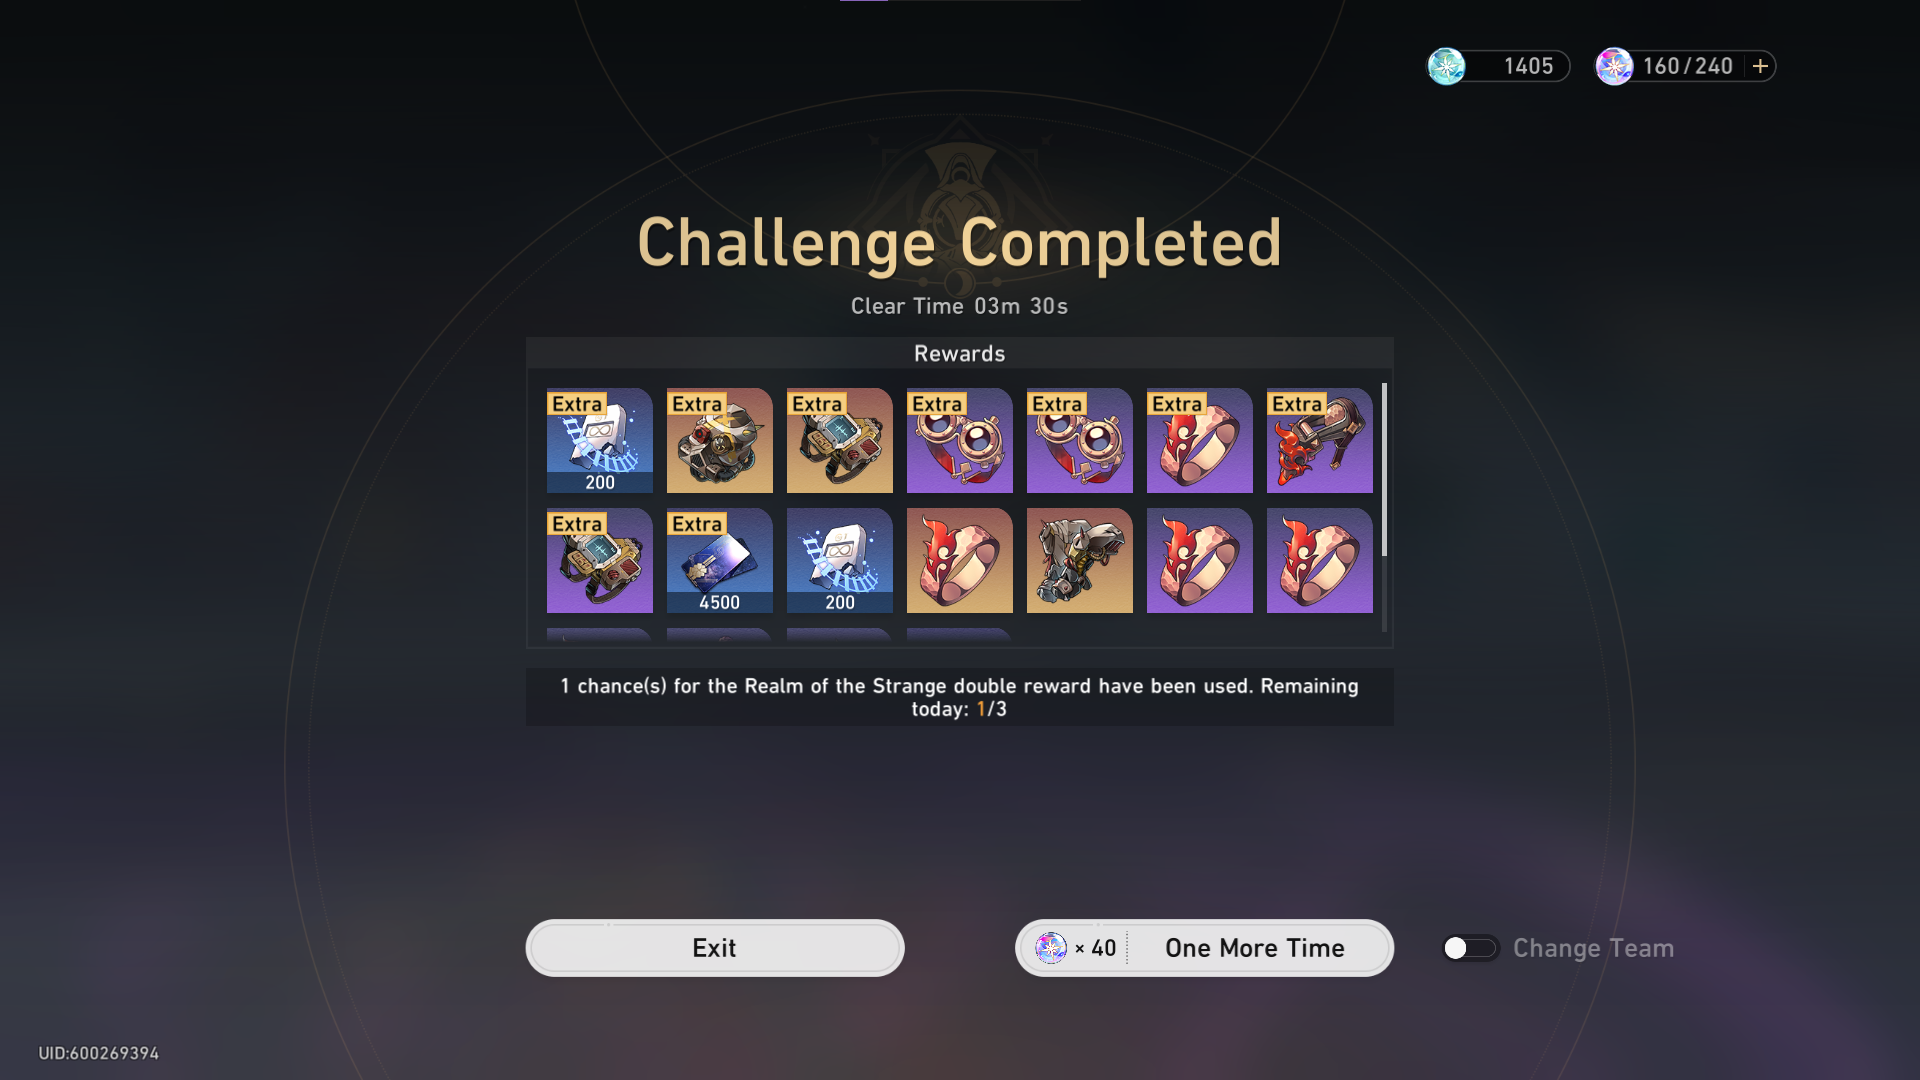 1405
160/240
Challenge Completed
Clear Time 03m 30s
Rewards
Extra Extra Extra Extra Extra Extra Extra
200
Extra Extra
4500 200
1 chance(s) for the Realm of the Strange double reward have been used. Remaining
today: 1/3
Exit
× 40 One More Time
Change Team
UID:600269394